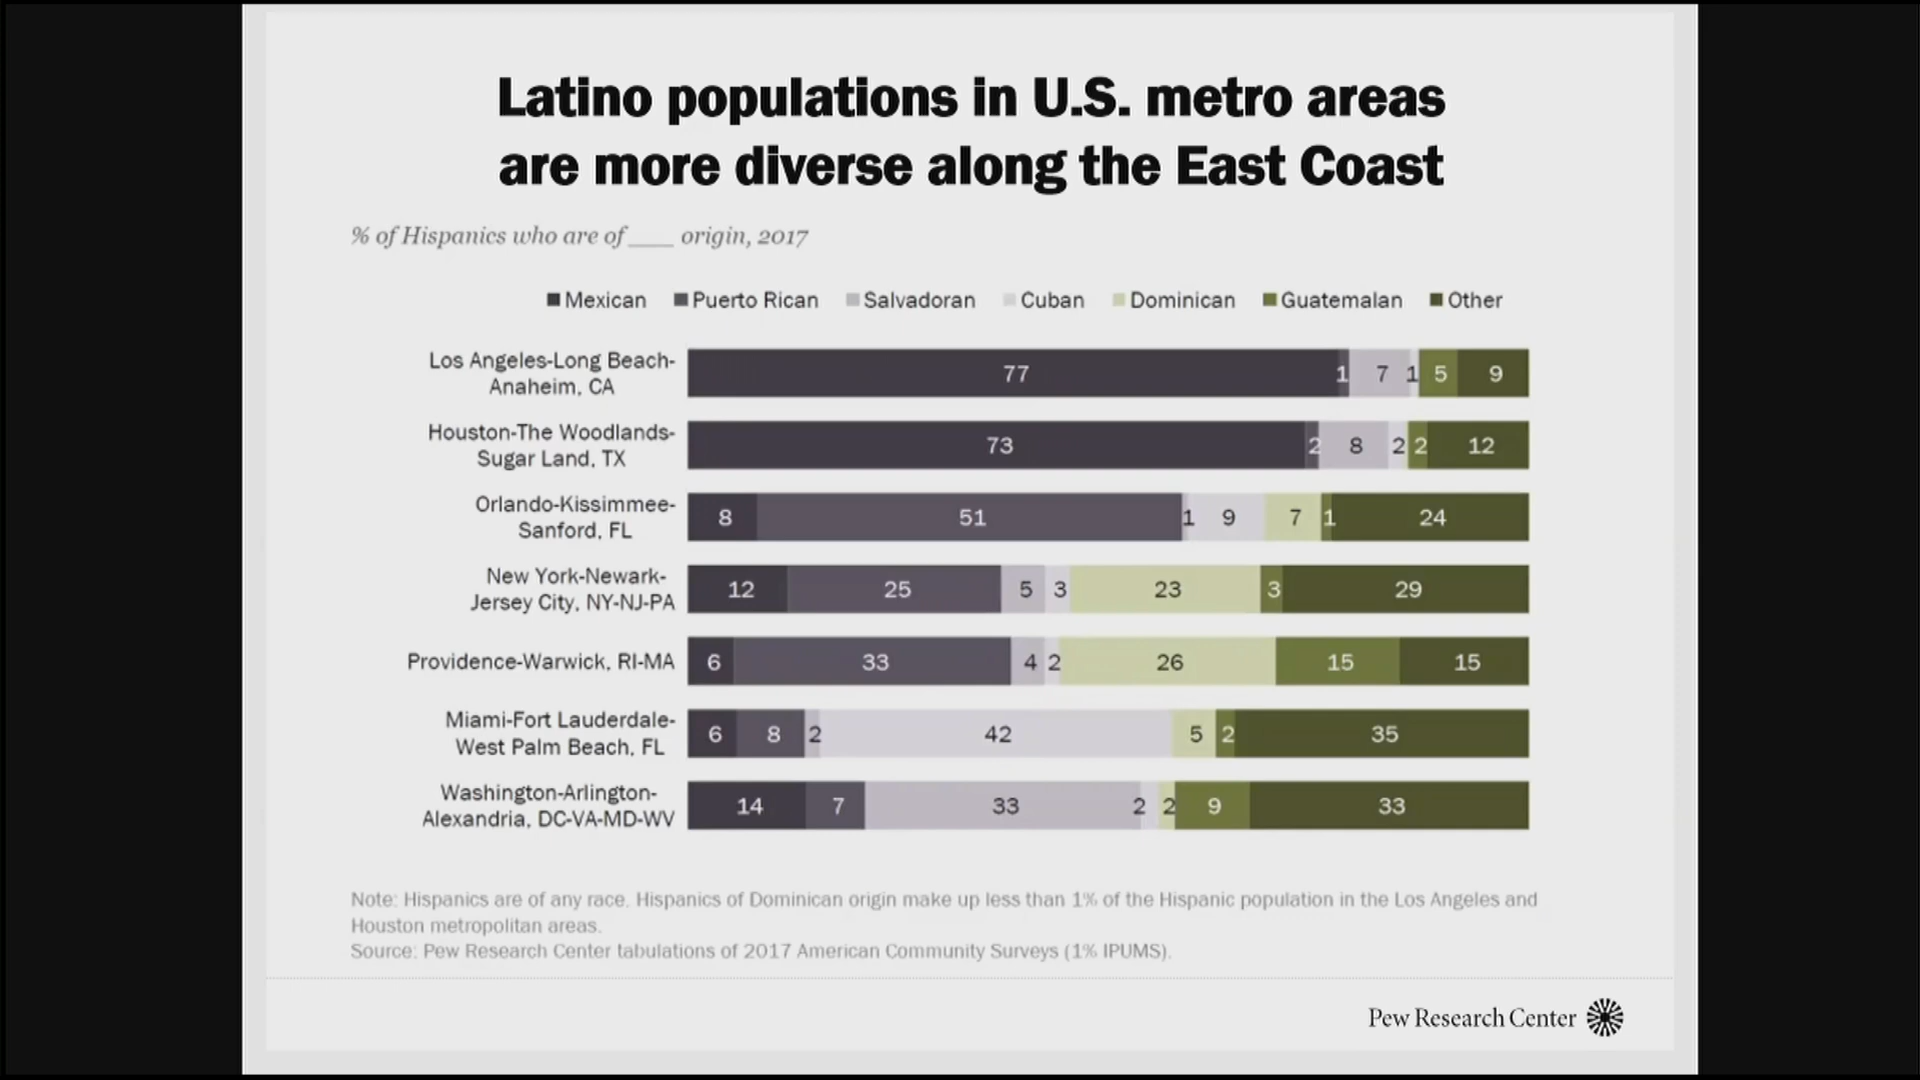 Latino populations in U.S. metro areas
are more diverse along the East Coast
% of Hispanics who are of ___ origin, 2017
Mexican Puerto Rican Salvadoran Cuban Dominican Guatemalan Other
Los Angeles-Long Beach-
Anaheim, CA
77 1 7 1 5 9
Houston-The Woodlands-
Sugar Land, TX
73 2 8 2 2 12
Orlando-Kissimmee-
Sanford, FL
8 51 1 9 7 1 24
New York-Newark-
Jersey City, NY-NJ-PA
12 25 5 3 23 3 29
Providence-Warwick, RI-MA
6 33 4 2 26 15 15
Miami-Fort Lauderdale-
West Palm Beach, FL
6 8 2 42 5 2 35
Washington-Arlington-
Alexandria, DC-VA-MD-WV
14 7 33 2 2 9 33
Note: Hispanics are of any race. Hispanics of Dominican origin make up less than 1% of the Hispanic population in the Los Angeles and
Houston metropolitan areas.
Source: Pew Research Center tabulations of 2017 American Community Surveys (1% IPUMS).
Pew Research Center